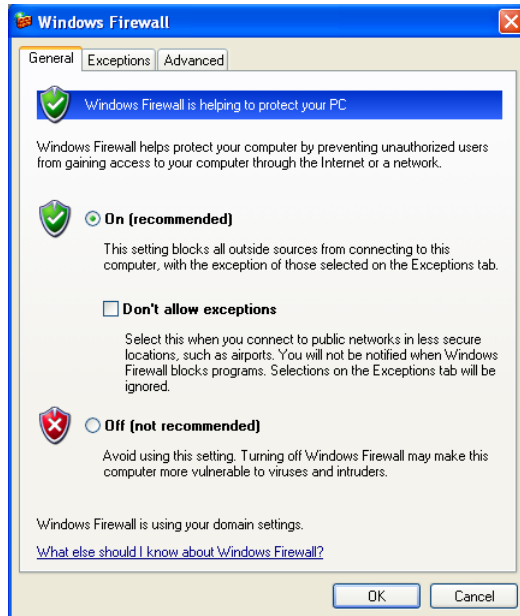 Windows Firewall
General Exceptions Advanced
Windows Firewall is helping to protect your PC
Windows Firewall helps protect your computer by preventing unauthorized users
from gaining access to your computer through the Internet or a network.
On (recommended)
This setting blocks all outside sources from connecting to this
computer, with the exception of those selected on the Exceptions tab.
Don't allow exceptions
Select this when you connect to public networks in less secure
locations, such as airports. You will not be notified when Windows
Firewall blocks programs. Selections on the Exceptions tab will be
ignored.
Off (not recommended)
Avoid using this setting. Turning off Windows Firewall may make this
computer more vulnerable to viruses and intruders.
Windows Firewall is using your domain settings.
What else should I know about Windows Firewall?
OK Cancel